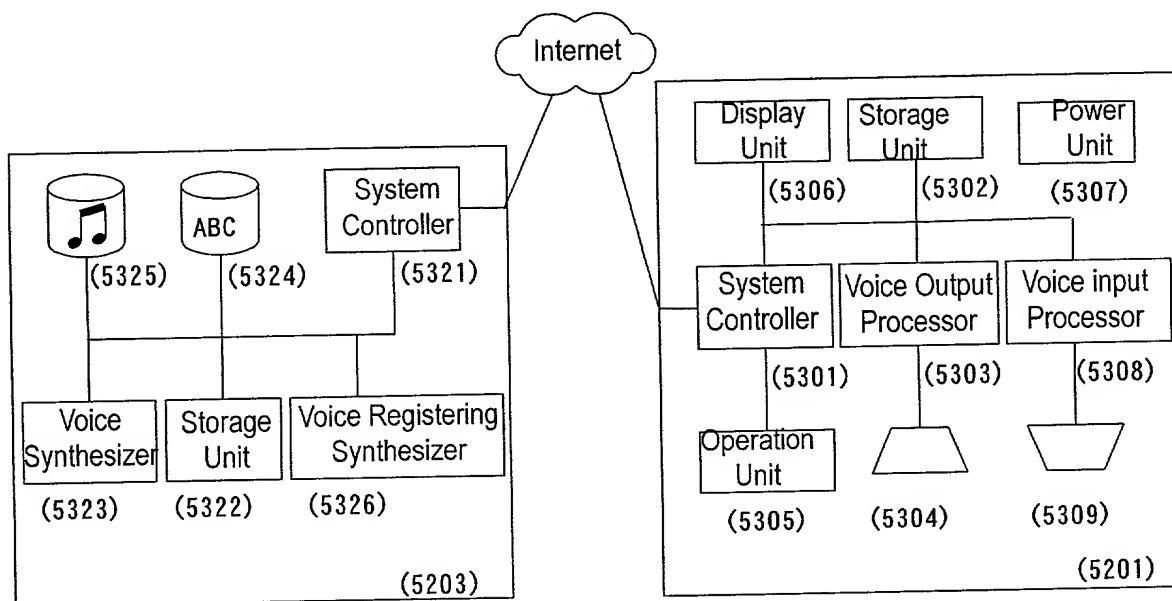 Internet
Display
Unit
(5306)
Storage
Unit
(5302)
Power
Unit
(5307)
ABC
(5325)
(5324)
System
Controller
(5321)
System
Controller
(5301)
Voice Output
Processor
(5303)
Voice input
Processor
(5308)
Voice
Synthesizer
(5323)
Storage
Unit
(5322)
Voice Registering
Synthesizer
(5326)
Operation
Unit
(5305)
(5304)
(5309)
(5203)
(5201)